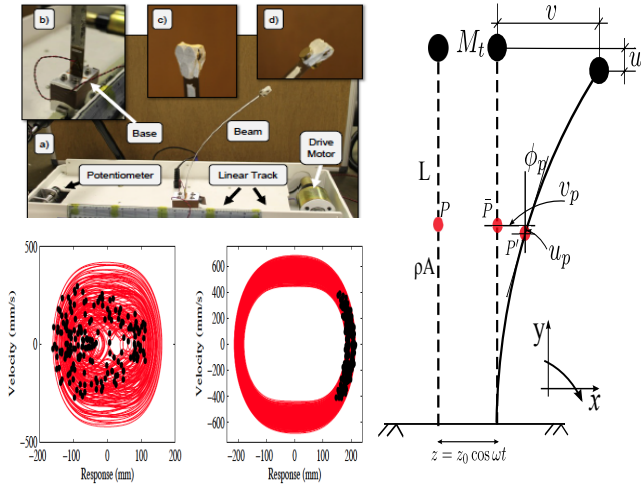 b)
c)
d)
Base
Beam
Drive
Motor
a)
Potentiometer
Linear Track
500
0
−500
Velocity (mm/s)
−200
−100
0
100
200
Response (mm)
600
400
200
0
−200
−400
−600
Velocity (mm/s)
−200
−100
0
100
200
Response (mm)
v
M_t
u
L
ϕ_p
v_p
P
P̄
P′
u_p
ρA
y
x
z = z₀ cos ωt